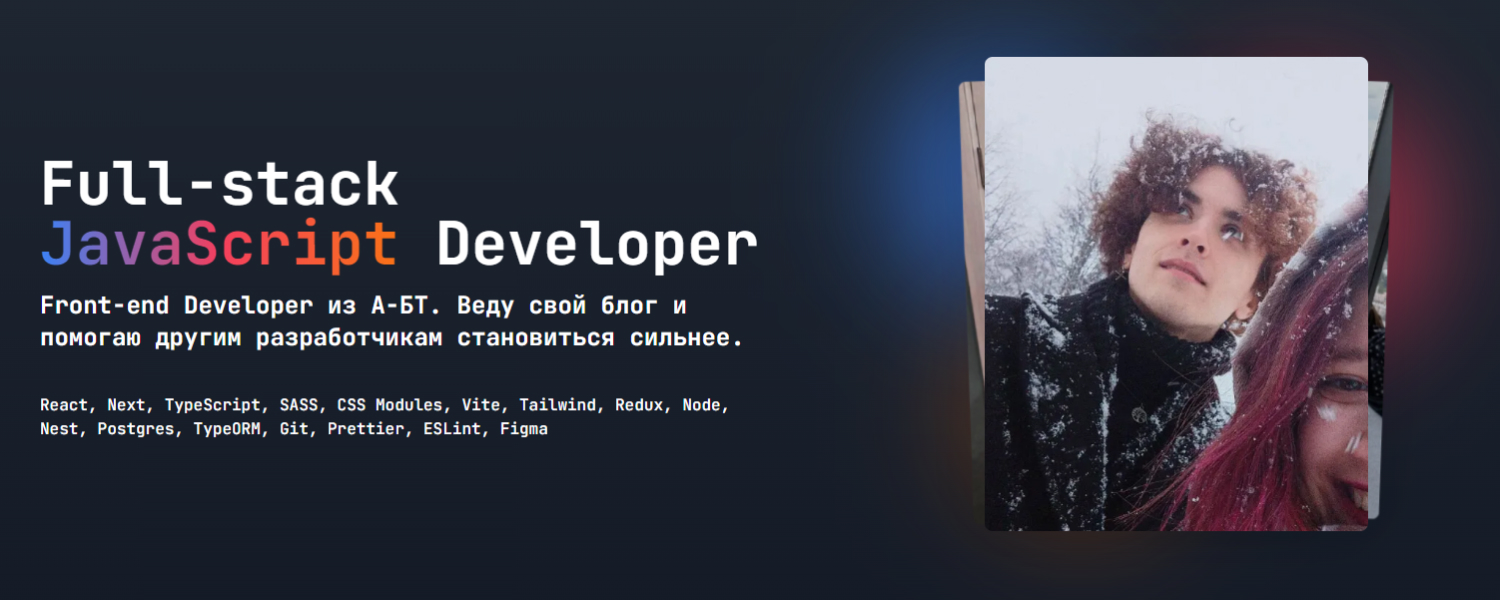 Full-stack
JavaScript Developer
Front-end Developer из А-БТ. Веду свой блог и
помогаю другим разработчикам становиться сильнее.
React, Next, TypeScript, SASS, CSS Modules, Vite, Tailwind, Redux, Node,
Nest, Postgres, TypeORM, Git, Prettier, ESLint, Figma